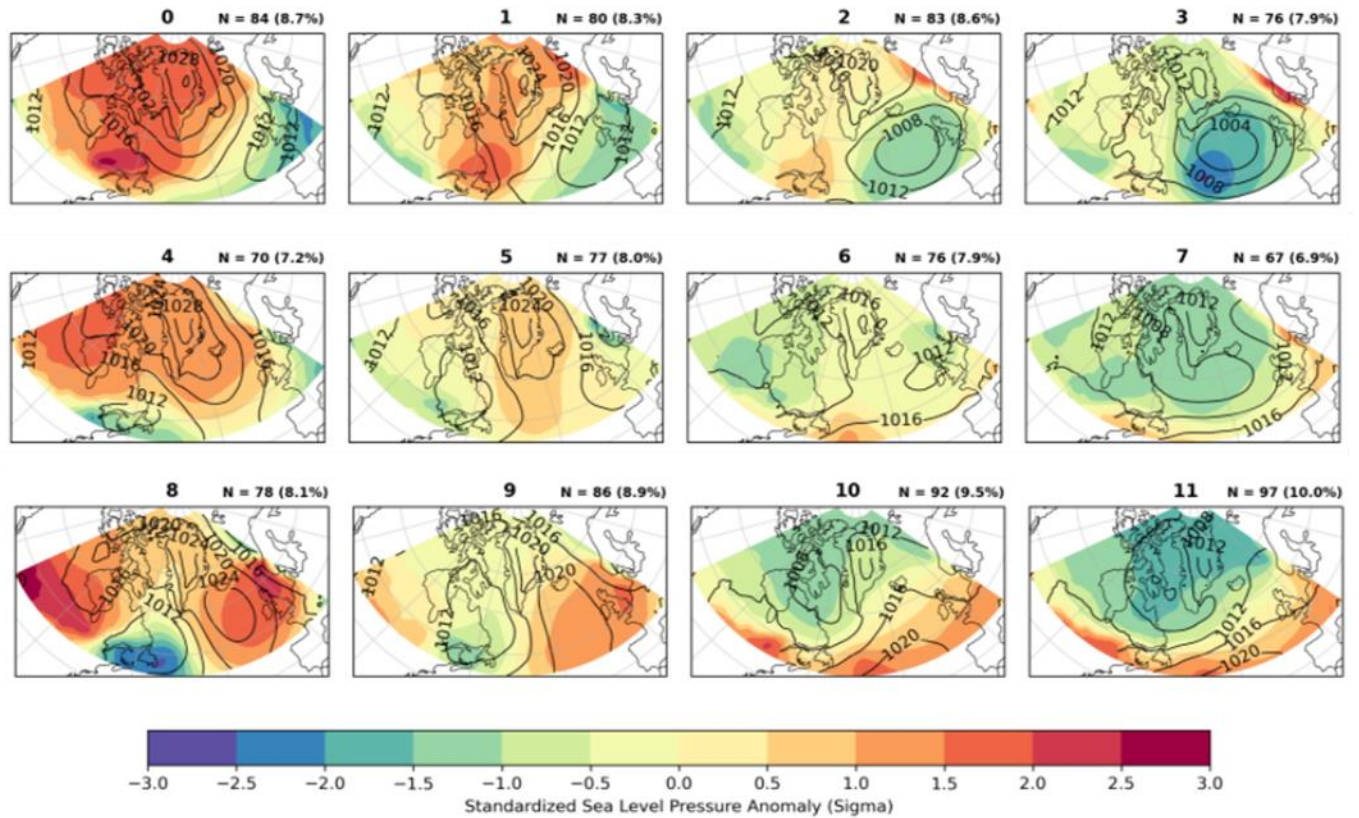 0 N = 84 (8.7%)
1 N = 80 (8.3%)
2 N = 83 (8.6%)
3 N = 76 (7.9%)
1012 1028 1020 1024 1016 1012 1012
1012 1024 1020 1016 1016 1012 1012
1012 1020 1008 1012
1012 1012 1004 1008
4 N = 70 (7.2%)
5 N = 77 (8.0%)
6 N = 76 (7.9%)
7 N = 67 (6.9%)
1012 1028 1020 1016 1016 1012
1012 1016 1024 1012 1016
1016 1016
1012 1008 1012 1012 1016
8 N = 78 (8.1%)
9 N = 86 (8.9%)
10 N = 92 (9.5%)
11 N = 97 (10.0%)
1020 1020 1016 1024
1012 1016 1016 1020 1020 1012
1008 1012 1016 1016 1020
1008 1012 1012 1016 1020
−3.0 −2.5 −2.0 −1.5 −1.0 −0.5 0.0 0.5 1.0 1.5 2.0 2.5 3.0
Standardized Sea Level Pressure Anomaly (Sigma)